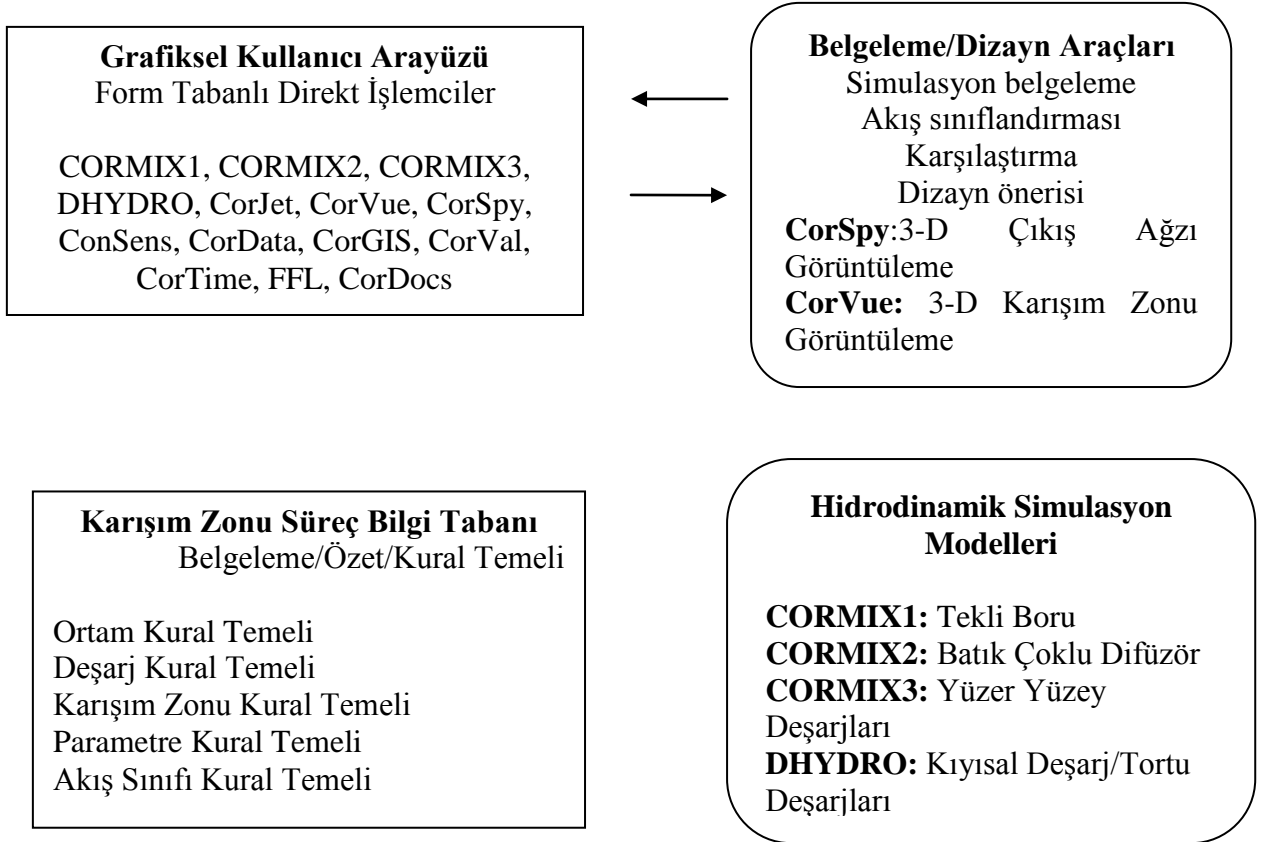 Grafiksel Kullanıcı Arayüzü
Form Tabanlı Direkt İşlemciler
CORMIX1, CORMIX2, CORMIX3,
DHYDRO, CorJet, CorVue, CorSpy,
ConSens, CorData, CorGIS, CorVal,
CorTime, FFL, CorDocs
Belgeleme/Dizayn Araçları
Simulasyon belgeleme
Akış sınıflandırması
Karşılaştırma
Dizayn önerisi
CorSpy:3-D Çıkış Ağzı
Görüntüleme
CorVue: 3-D Karışım Zonu
Görüntüleme
Karışım Zonu Süreç Bilgi Tabanı
Belgeleme/Özet/Kural Temeli
Ortam Kural Temeli
Deşarj Kural Temeli
Karışım Zonu Kural Temeli
Parametre Kural Temeli
Akış Sınıfı Kural Temeli
Hidrodinamik Simulasyon
Modelleri
CORMIX1: Tekli Boru
CORMIX2: Batık Çoklu Difüzör
CORMIX3: Yüzer Yüzey
Deşarjları
DHYDRO: Kıyısal Deşarj/Tortu
Deşarjları